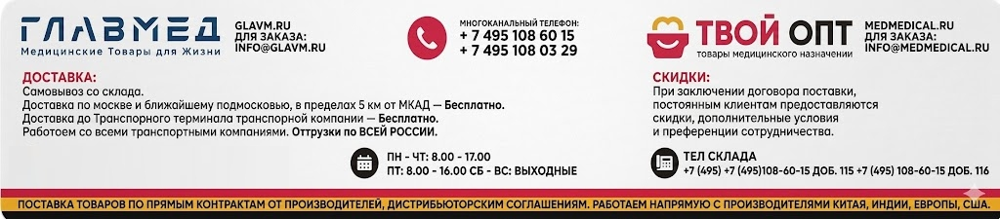 ГЛАВМЕД
Медицинские Товары для Жизни
GLAVM.RU
ДЛЯ ЗАКАЗА:
INFO@GLAVM.RU
МНОГОКАНАЛЬНЫЙ ТЕЛЕФОН:
+ 7 495 108 60 15
+ 7 495 108 03 29
ТВОЙ ОПТ
товары медицинского назначении
MEDMEDICAL.RU
ДЛЯ ЗАКАЗА:
INFO@MEDMEDICAL.RU
ДОСТАВКА:
Самовывоз со склада.
Доставка по москве и ближайшему подмосковью, в пределах 5 км от МКАД — Бесплатно.
Доставка до Транспорного терминала транспорной компании — Бесплатно.
Работоем со всеми транспортными компаниями. Отгрузки по ВСЕЙ РОССИИ.
СКИДКИ:
При заключении договора поставки,
постоянным клиентам предоставляются
скидки, дополнительные условия
и преференции сотрудничества.
ПН - ЧТ: 8.00 - 17.00
ПТ: 8.00 - 16.00 СБ - ВС: ВЫХОДНЫЕ
ТЕЛ СКЛАДА
+7 (495) +7 (495)108-60-15 ДОБ. 115 +7 (495) 108-60-15 ДОБ. 116
ПОСТАВКА ТОВАРОВ ПО ПРЯМЫМ КОНТРАКТАМ ОТ ПРОИЗВОДИТЕЛЕЙ, ДИСТРИБЬЮТОРСКИМ СОГЛАШЕНИЯМ. РАБОТАЕМ НАПРЯМУЮ С ПРОИЗВОДИТЕЛЯМИ КИТАЯ, ИНДИИ, ЕВРОПЫ, США.